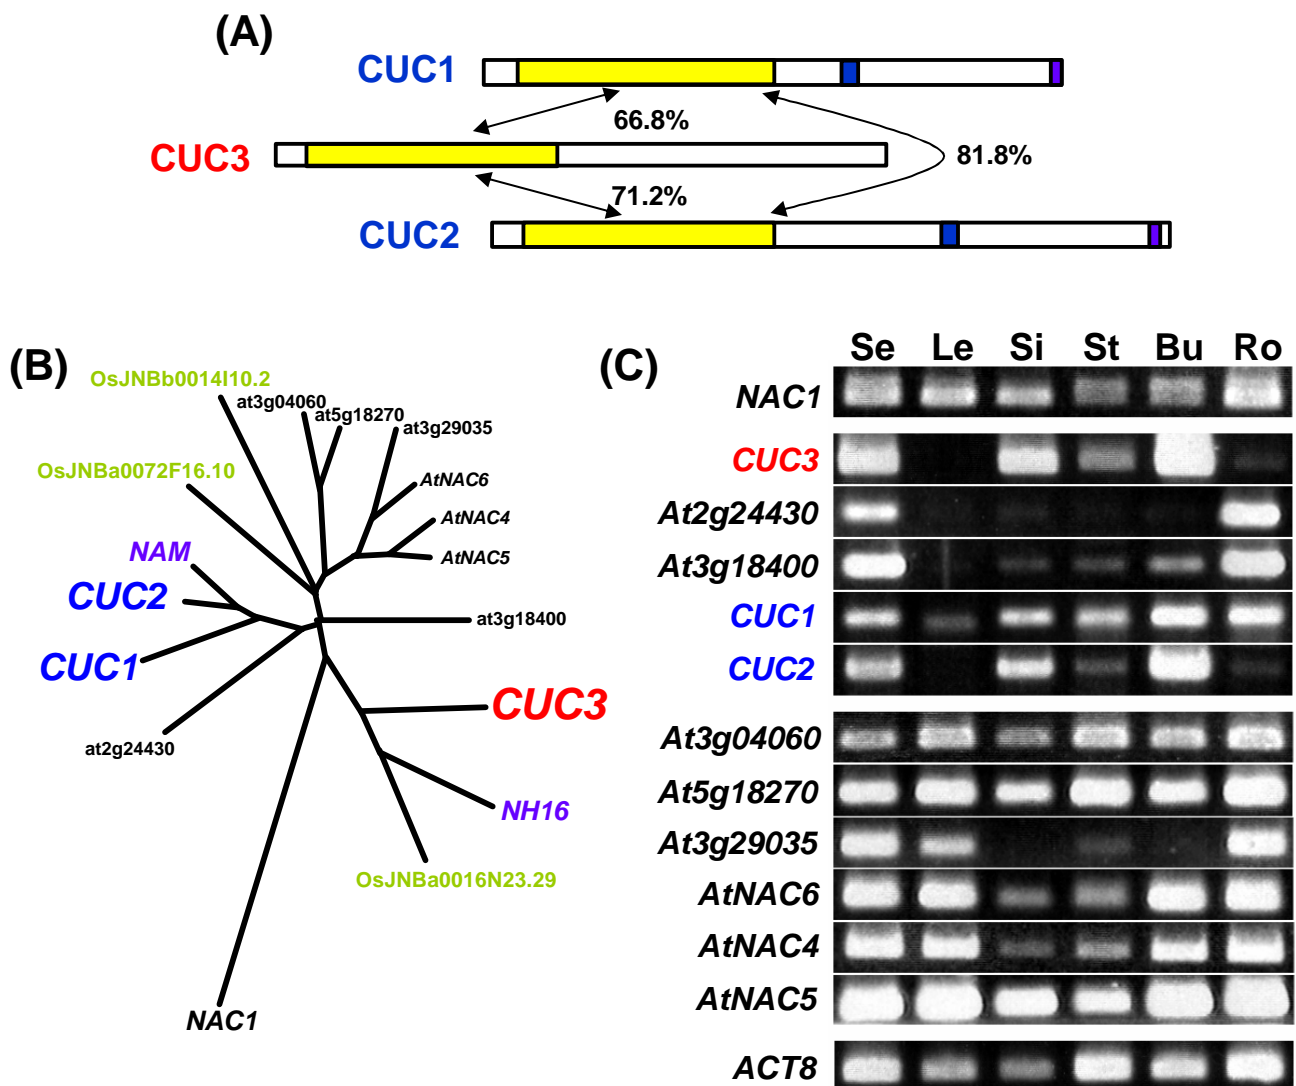 (A)
CUC1
66.8%
CUC3
81.8%
71.2%
CUC2
(B)
OsJNBb0014I10.2
at3g04060
at5g18270
at3g29035
OsJNBa0072F16.10
AtNAC6
AtNAC4
NAM
AtNAC5
CUC2
at3g18400
CUC1
CUC3
at2g24430
NH16
OsJNBa0016N23.29
NAC1
(C)
Se Le Si St Bu Ro
NAC1
CUC3
At2g24430
At3g18400
CUC1
CUC2
At3g04060
At5g18270
At3g29035
AtNAC6
AtNAC4
AtNAC5
ACT8